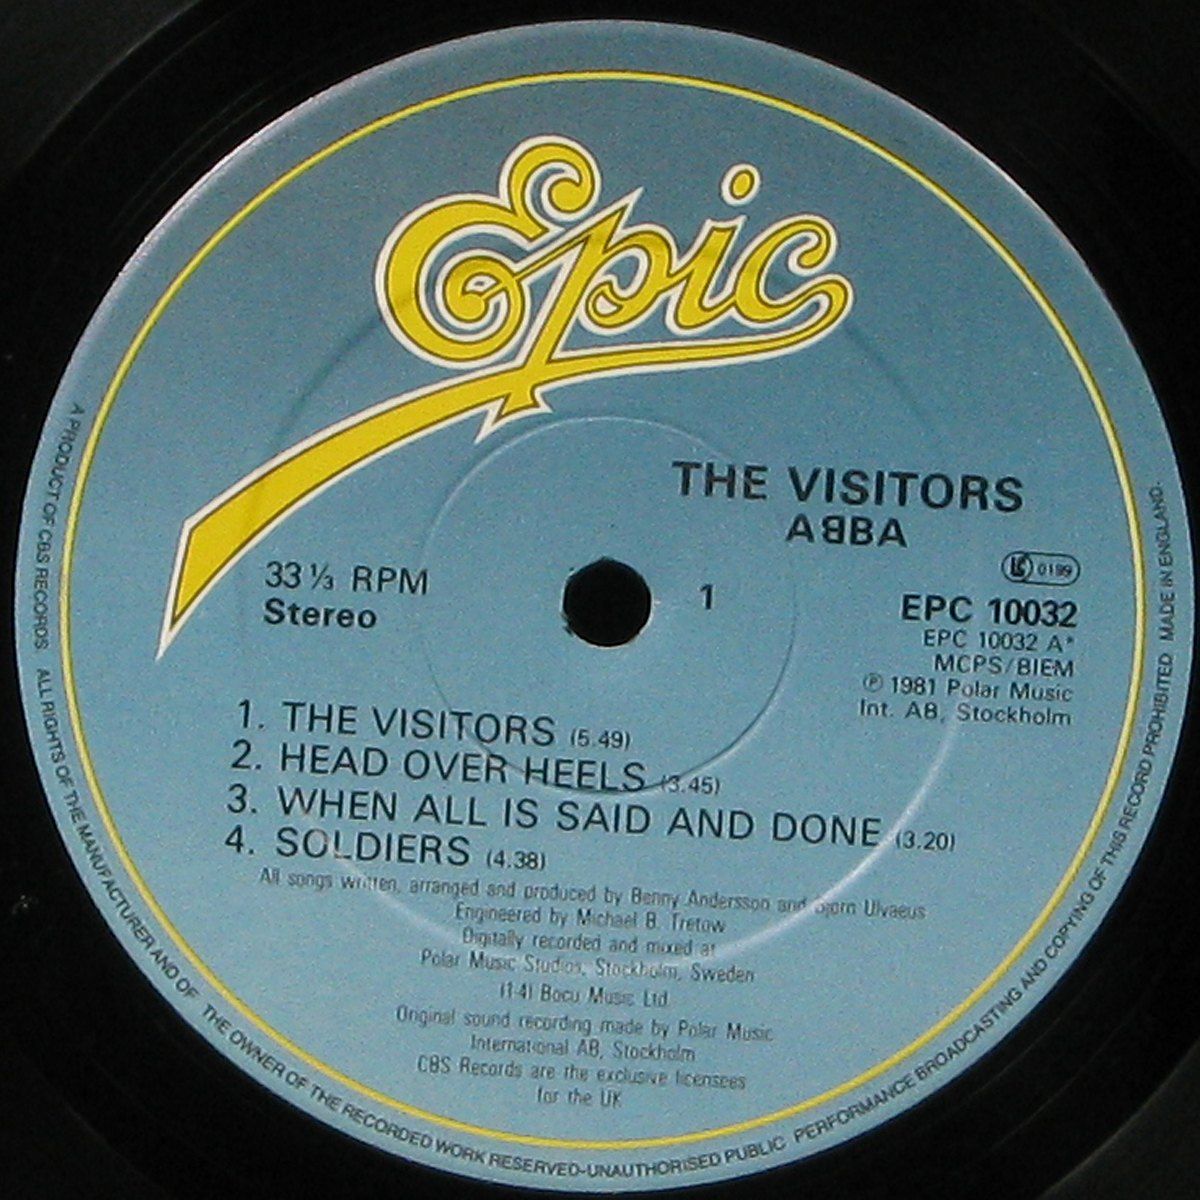 Epic
THE VISITORS
ABBA
33 1/3 RPM
Stereo
1
LC 0199
EPC 10032
EPC 10032 A*
MCPS/BIEM
℗ 1981 Polar Music
Int. AB, Stockholm
1. THE VISITORS (5.49)
2. HEAD OVER HEELS (3.45)
3. WHEN ALL IS SAID AND DONE (3.20)
4. SOLDIERS (4.38)
All songs written, arranged and produced by Benny Andersson and Bjorn Ulvaeus
Engineered by Michael B. Tretow
Digitally recorded and mixed at
Polar Music Studios, Stockholm, Sweden
(1-4) Bocu Music Ltd.
Original sound recording made by Polar Music
International AB, Stockholm
CBS Records are the exclusive licensees
for the UK
A PRODUCT OF CBS RECORDS ALL RIGHTS OF THE MANUFACTURER AND OF THE OWNER OF THE RECORDED WORK RESERVED-UNAUTHORISED PUBLIC PERFORMANCE BROADCASTING AND COPYING OF THIS RECORD PROHIBITED MADE IN ENGLAND.